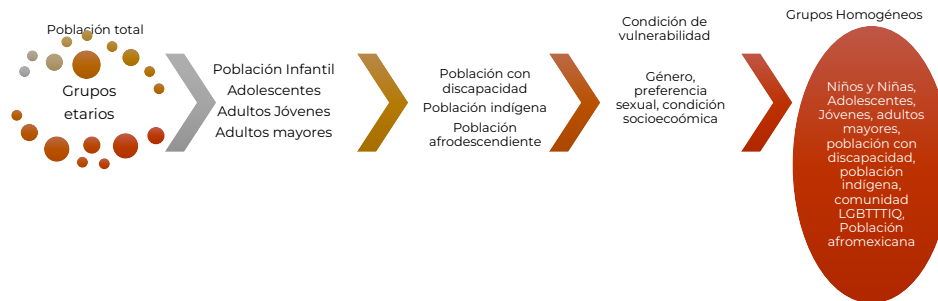 Población total
Grupos
etarios
Población Infantil
Adolescentes
Adultos Jóvenes
Adultos mayores
Población con
discapacidad
Población indígena
Población
afrodescendiente
Condición de
vulnerabilidad
Género,
preferencia
sexual, condición
socioecoómica
Grupos Homogéneos
Niños y Niñas,
Adolescentes,
Jóvenes, adultos
mayores,
población con
discapacidad,
población
indígena,
comunidad
LGBTTTIQ,
Población
afromexicana